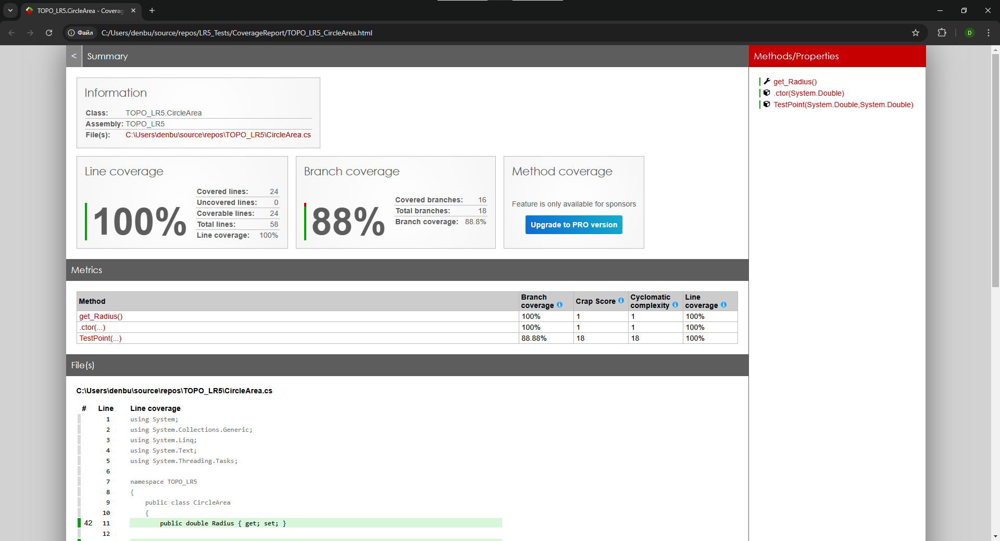 TOPO_LR5.CircleArea - Coverag
Файл
C:/Users/denbu/source/repos/LR5_Tests/CoverageReport/TOPO_LR5_CircleArea.html
D
< Summary
Information
Class: TOPO_LR5.CircleArea
Assembly: TOPO_LR5
File(s): C:\Users\denbu\source\repos\TOPO_LR5\CircleArea.cs
Line coverage
100%
Covered lines: 24
Uncovered lines: 0
Coverable lines: 24
Total lines: 58
Line coverage: 100%
Branch coverage
88%
Covered branches: 16
Total branches: 18
Branch coverage: 88.8%
Method coverage
Feature is only available for sponsors
Upgrade to PRO version
Metrics
Method Branch coverage Crap Score Cyclomatic complexity Line coverage
get_Radius() 100% 1 1 100%
.ctor(...) 100% 1 1 100%
TestPoint(...) 88.88% 18 18 100%
File(s)
C:\Users\denbu\source\repos\TOPO_LR5\CircleArea.cs
# Line Line coverage
1 using System;
2 using System.Collections.Generic;
3 using System.Linq;
4 using System.Text;
5 using System.Threading.Tasks;
6
7 namespace TOPO_LR5
8 {
9 public class CircleArea
10 {
42 11 public double Radius { get; set; }
12
Methods/Properties
get_Radius()
.ctor(System.Double)
TestPoint(System.Double,System.Double)